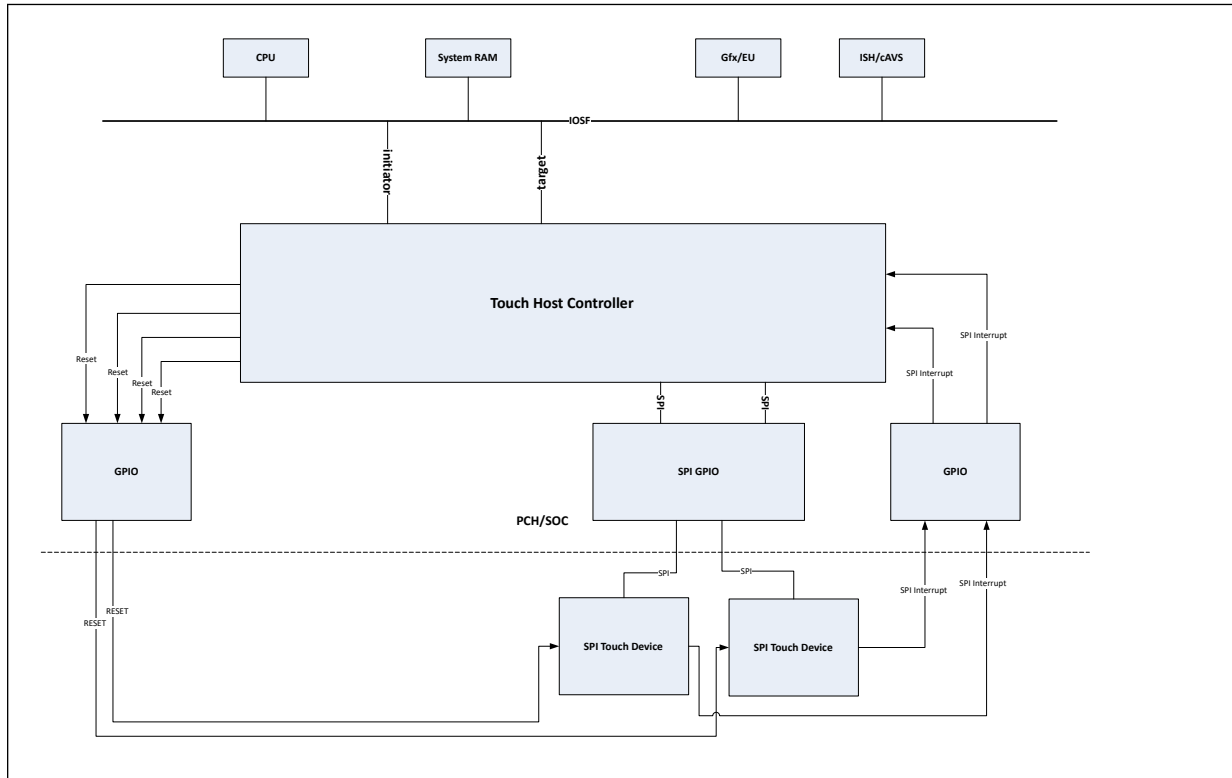 CPU
System RAM
Gfx/EU
ISH/cAVS
IOSF
initiator
target
Touch Host Controller
Reset
Reset
Reset
Reset
SPI Interrupt
SPI Interrupt
SPI
SPI
GPIO
SPI GPIO
GPIO
PCH/SOC
SPI
SPI
SPI Interrupt
SPI Interrupt
RESET
RESET
SPI Touch Device
SPI Touch Device